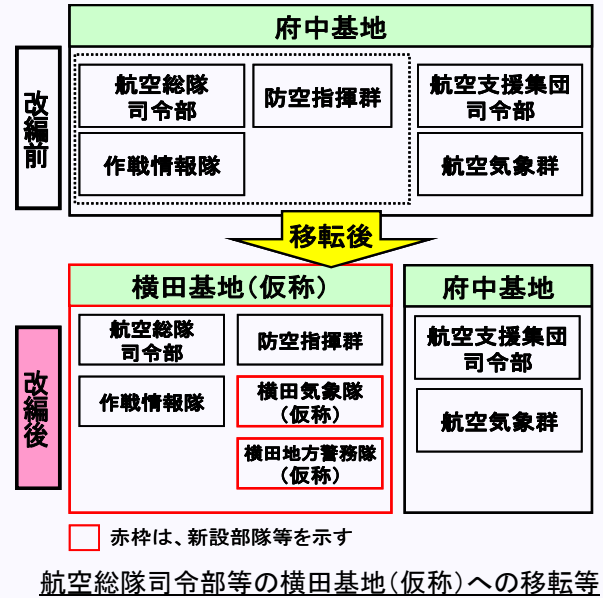 府中基地
改編前
航空総隊
司令部
防空指揮群
航空支援集団
司令部
作戦情報隊
航空気象群
移転後
横田基地(仮称)
府中基地
改編後
航空総隊
司令部
防空指揮群
航空支援集団
司令部
作戦情報隊
横田気象隊
(仮称)
航空気象群
横田地方警務隊
(仮称)
赤枠は、新設部隊等を示す
航空総隊司令部等の横田基地(仮称)への移転等